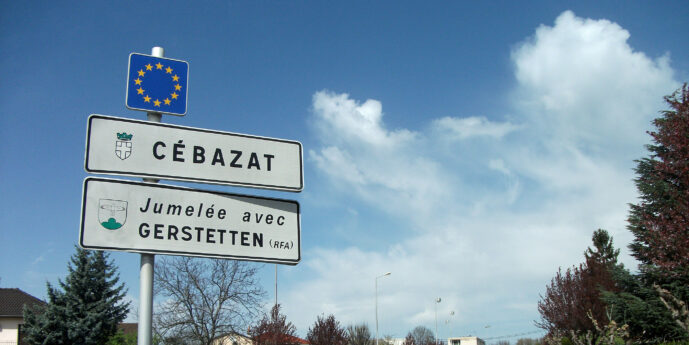 CÉBAZAT
Jumelée avec
GERSTETTEN (RFA)